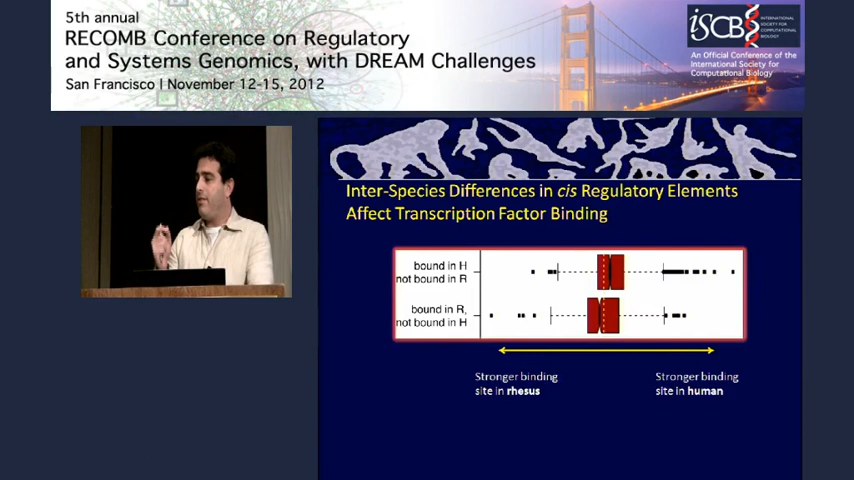 5th annual
RECOMB Conference on Regulatory
and Systems Genomics, with DREAM Challenges
San Francisco | November 12-15, 2012
iSCB
INTERNATIONAL
SOCIETY FOR
COMPUTATIONAL
BIOLOGY
An Official Conference of the
International Society for
Computational Biology
Inter-Species Differences in cis Regulatory Elements
Affect Transcription Factor Binding
bound in H
not bound in R
bound in R,
not bound in H
Stronger binding
site in rhesus
Stronger binding
site in human